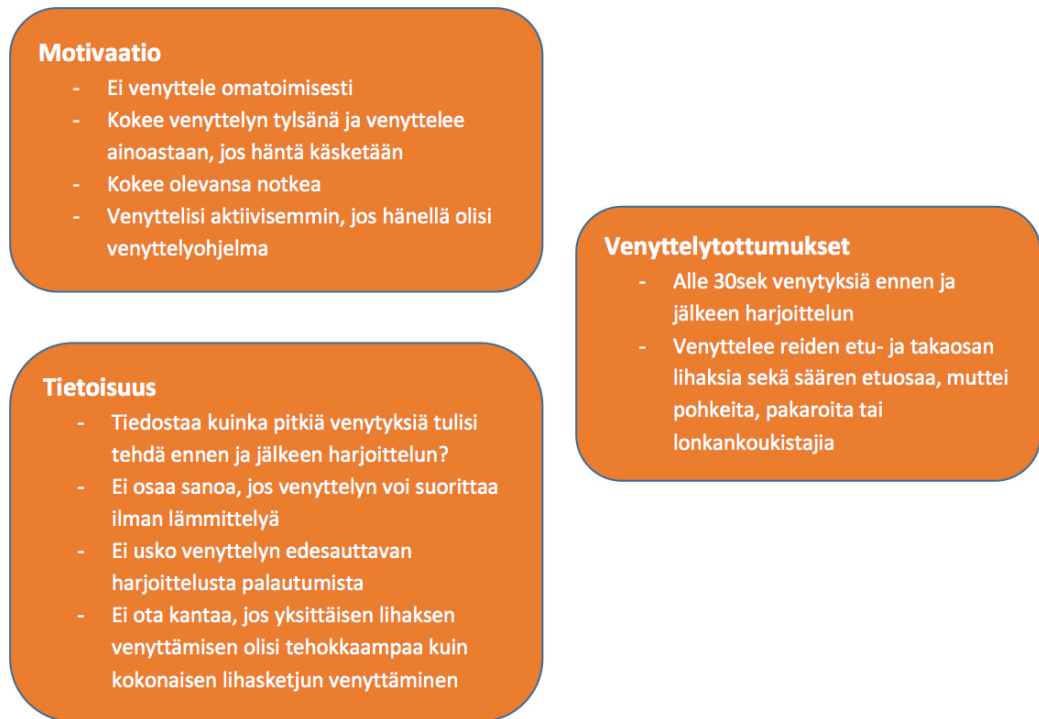 Motivaatio
- Ei venyttele omatoimisesti
- Kokee venyttelyn tylsänä ja venyttelee
ainoastaan, jos häntä käsketään
- Kokee olevansa notkea
- Venyttelisi aktiivisemmin, jos hänellä olisi
venyttelyohjelma
Tietoisuus
- Tiedostaa kuinka pitkiä venytyksiä tulisi
tehdä ennen ja jälkeen harjoittelun?
- Ei osaa sanoa, jos venyttelyn voi suorittaa
ilman lämmittelyä
- Ei usko venyttelyn edesauttavan
harjoittelusta palautumista
- Ei ota kantaa, jos yksittäisen lihaksen
venyttämisen olisi tehokkaampaa kuin
kokonaisen lihasketjun venyttäminen
Venyttelytottumukset
- Alle 30sek venytyksiä ennen ja
jälkeen harjoittelun
- Venyttelee reiden etu- ja takaosan
lihaksia sekä säären etuosaa, muttei
pohkeita, pakaroita tai
lonkankoukistajia